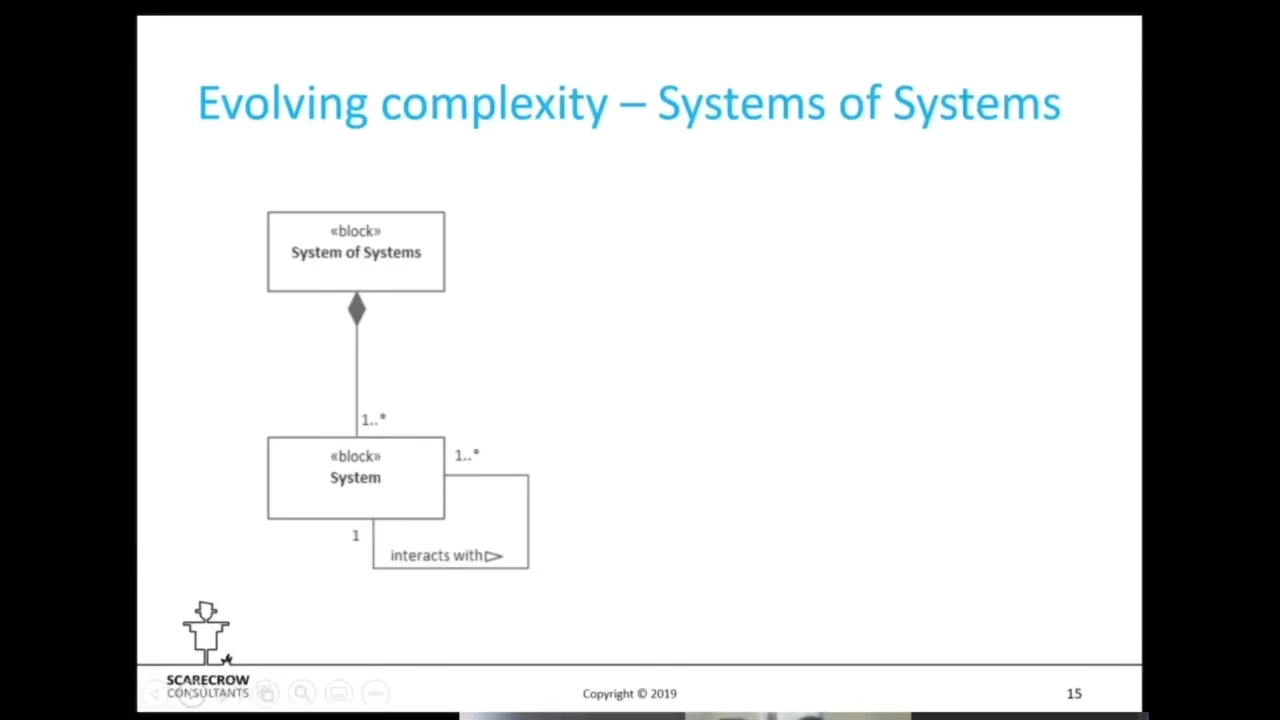 Evolving complexity – Systems of Systems
«block»
System of Systems
1..*
«block»
System
1..*
1
interacts with
SCARECROW
CONSULTANTS
Copyright © 2019
15